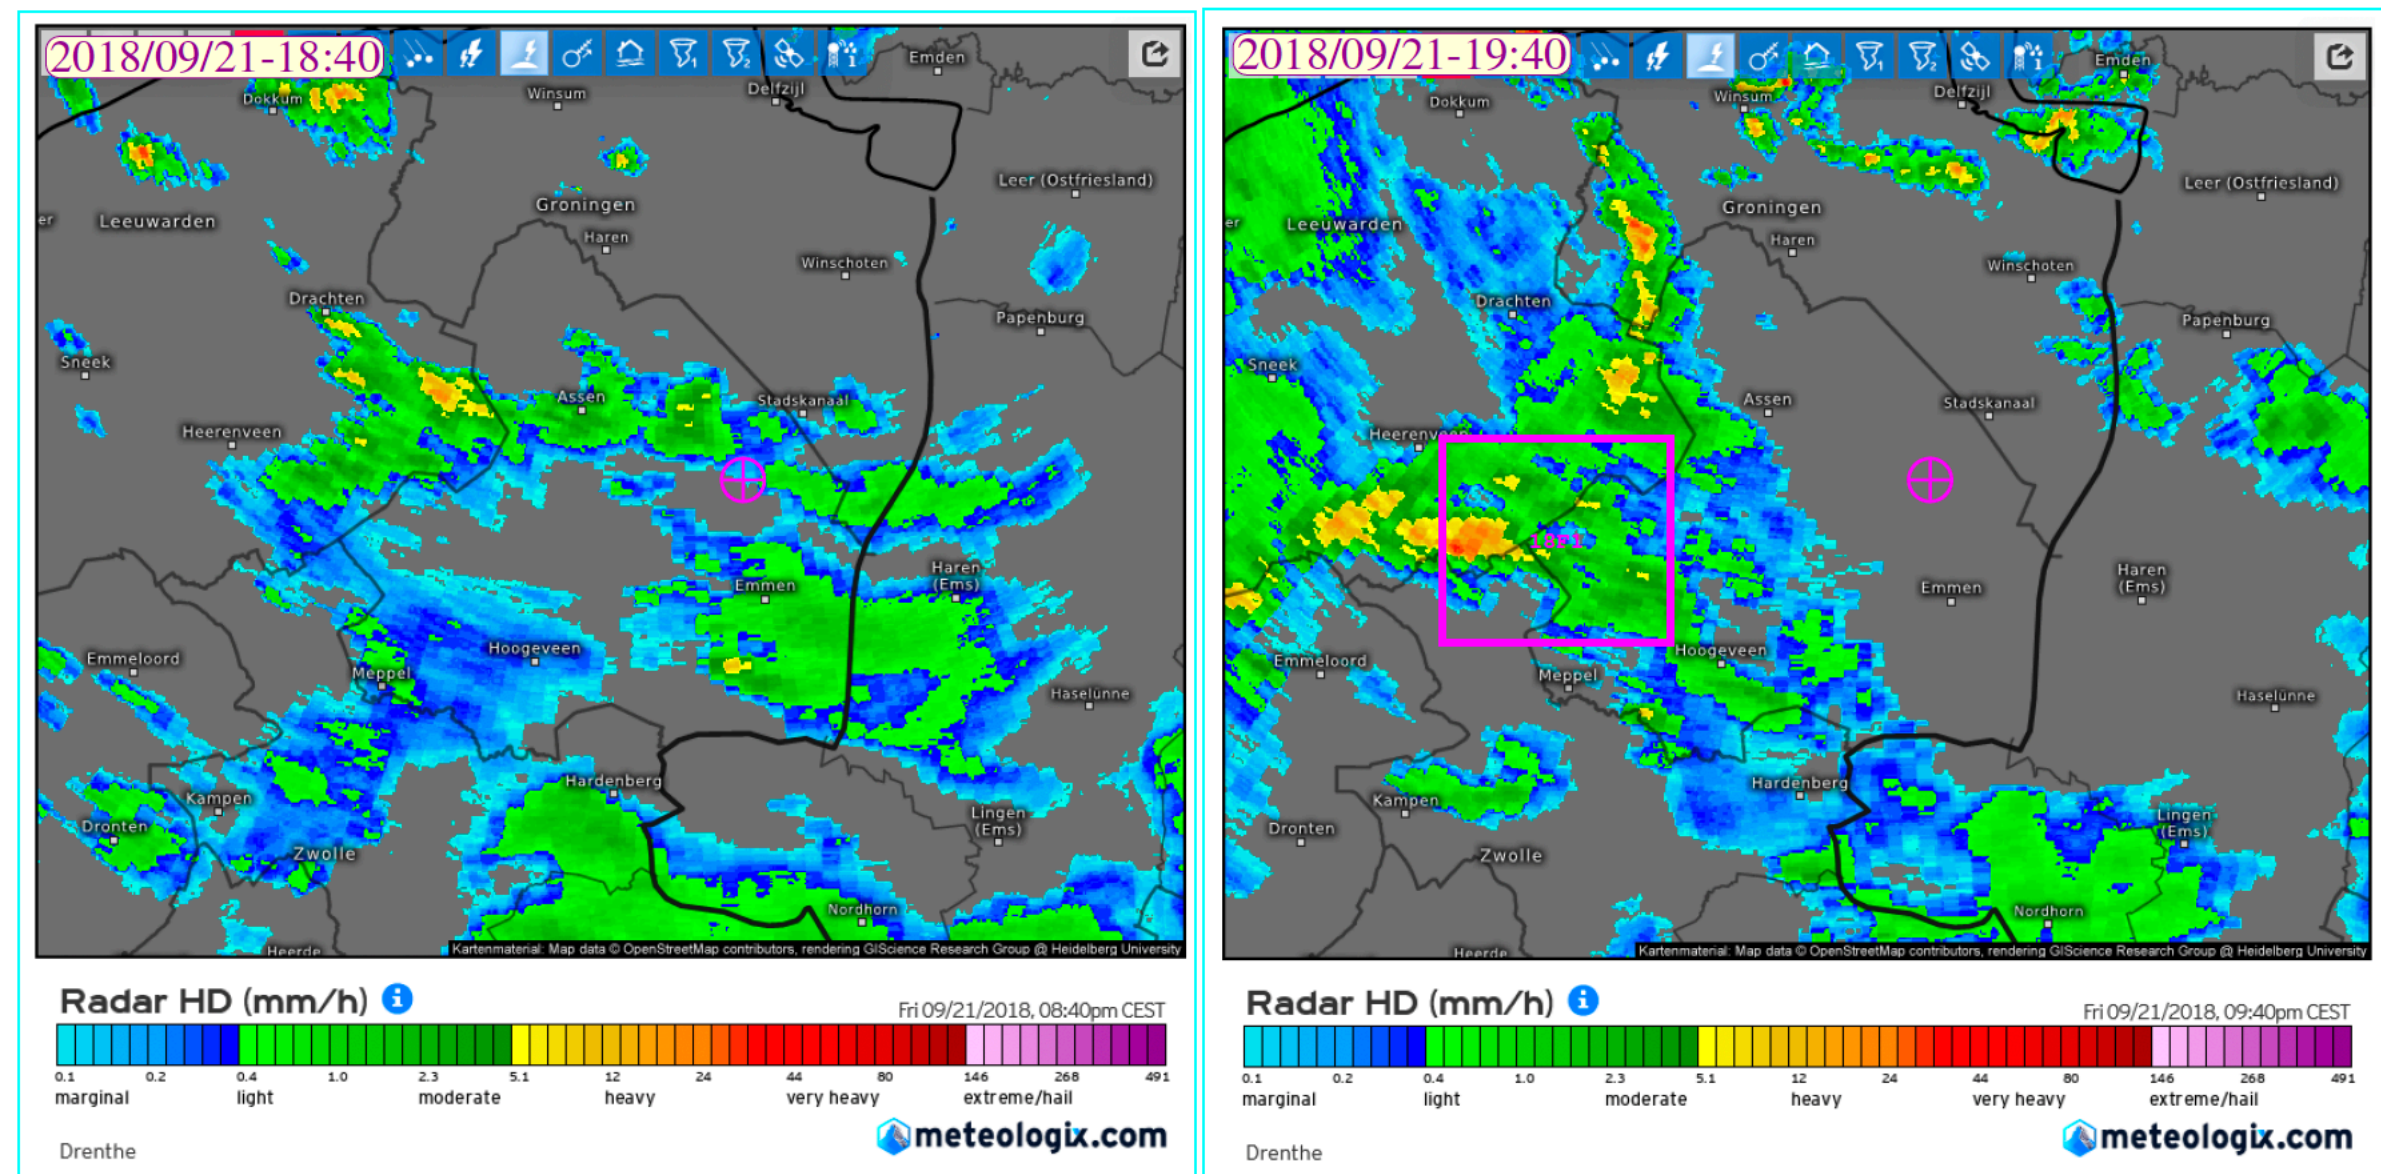 2018/09/21-18:40
Emden
Dokkum
Winsum
Delfzijl
Leer (Ostfriesland)
er
Leeuwarden
Groningen
Haren
Winschoten
Drachten
Papenburg
Sneek
Assen
Stadskanaal
Heerenveen
Haren
(Ems)
Emmen
Hoogeveen
Emmeloord
Meppel
Haselünne
Hardenberg
Kampen
Lingen
(Ems)
Dronten
Zwolle
Nordhorn
Heerde
Kartenmaterial: Map data © OpenStreetMap contributors, rendering GIScience Research Group @ Heidelberg University
Radar HD (mm/h)
Fri 09/21/2018, 08:40pm CEST
0.1 0.2 0.4 1.0 2.3 5.1 12 24 44 80 146 268 491
marginal light moderate heavy very heavy extreme/hail
meteologix.com
Drenthe
2018/09/21-19:40
Emden
Dokkum
Winsum
Delfzijl
Leer (Ostfriesland)
er
Leeuwarden
Groningen
Haren
Winschoten
Drachten
Papenburg
Sneek
Assen
Stadskanaal
Haren
(Ems)
Emmen
Hoogeveen
Emmeloord
Meppel
Haselünne
Hardenberg
Kampen
Lingen
(Ems)
Dronten
Zwolle
Nordhorn
Heerde
Kartenmaterial: Map data © OpenStreetMap contributors, rendering GIScience Research Group @ Heidelberg University
Radar HD (mm/h)
Fri 09/21/2018, 09:40pm CEST
0.1 0.2 0.4 1.0 2.3 5.1 12 24 44 80 146 268 491
marginal light moderate heavy very heavy extreme/hail
meteologix.com
Drenthe